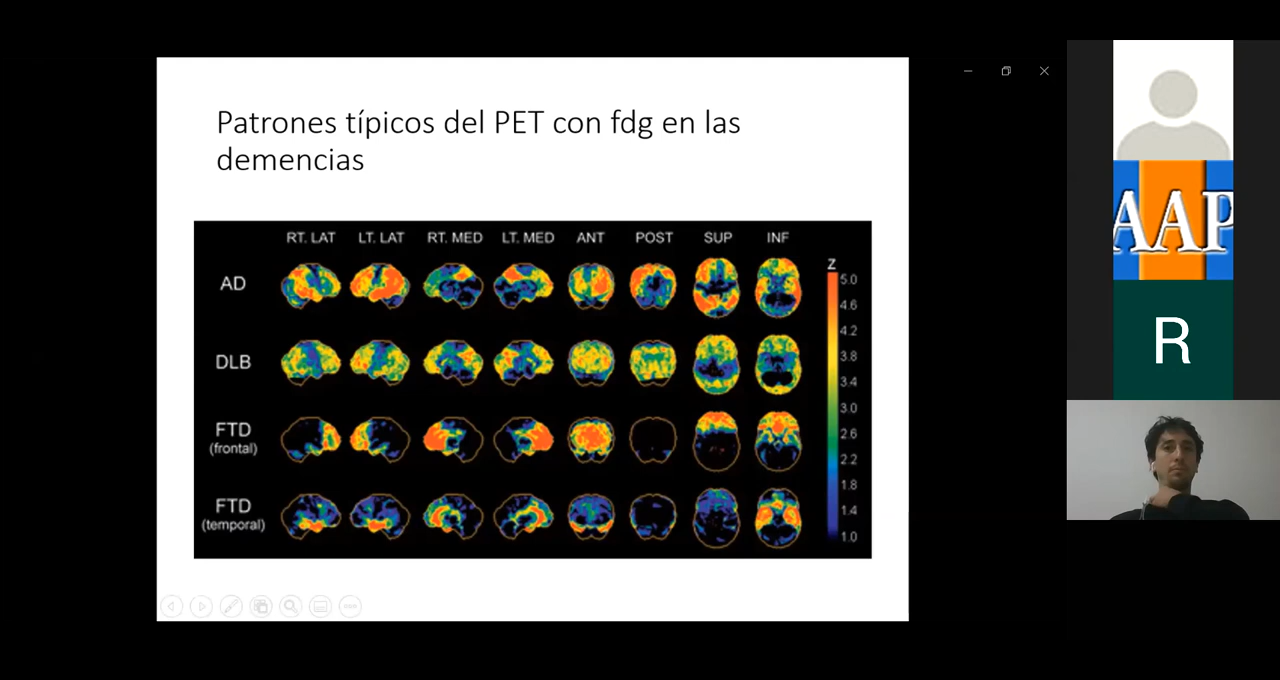 Patrones típicos del PET con fdg en las
demencias
RT. LAT LT. LAT RT. MED LT. MED ANT POST SUP INF
Z
AD
DLB
FTD
(frontal)
FTD
(temporal)
5.0
4.6
4.2
3.8
3.4
3.0
2.6
2.2
1.8
1.4
1.0
AAP
R